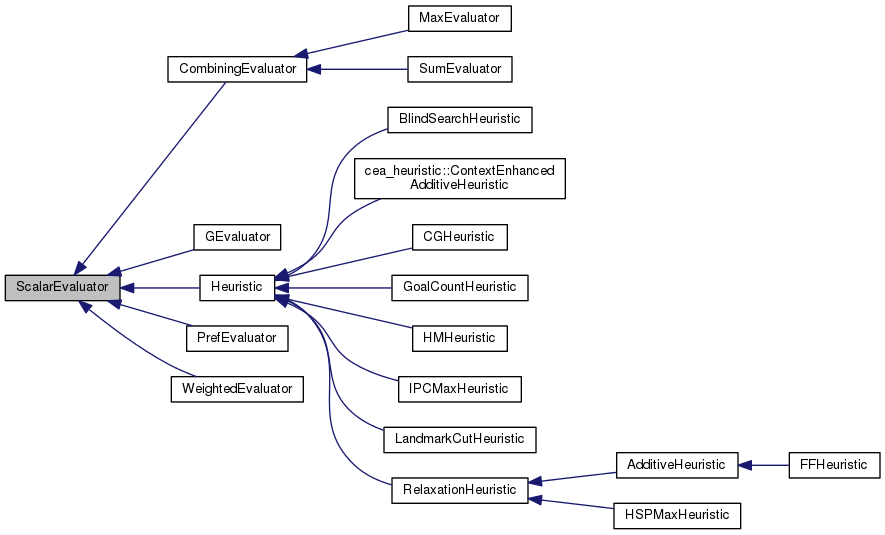 MaxEvaluator
CombiningEvaluator
SumEvaluator
BlindSearchHeuristic
cea_heuristic::ContextEnhanced
AdditiveHeuristic
GEvaluator
CGHeuristic
ScalarEvaluator
Heuristic
GoalCountHeuristic
PrefEvaluator
HMHeuristic
WeightedEvaluator
IPCMaxHeuristic
LandmarkCutHeuristic
AdditiveHeuristic
FFHeuristic
RelaxationHeuristic
HSPMaxHeuristic